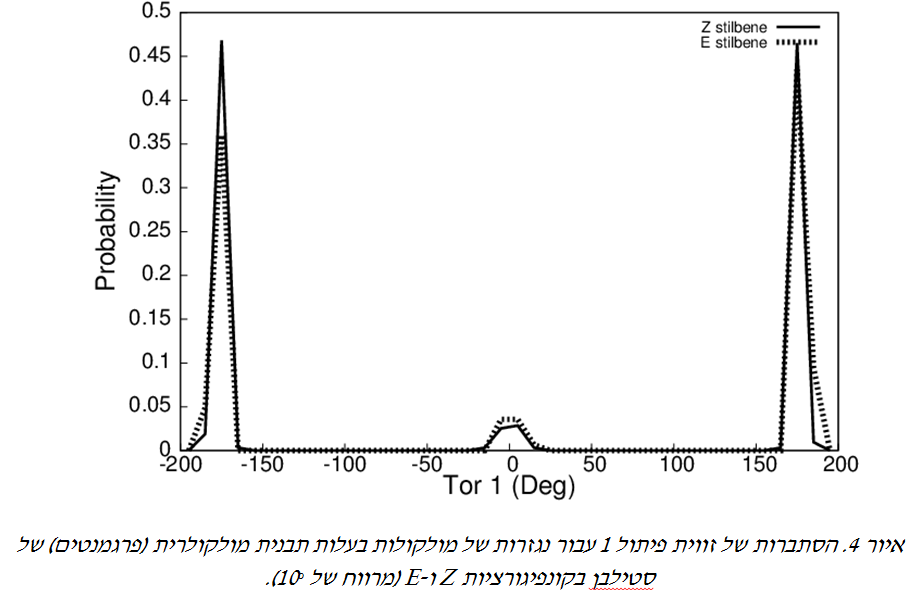 0.5
Z stilbene
E stilbene
0.45
0.4
0.35
0.3
0.25
0.2
0.15
0.1
0.05
0
Probability
-200 -150 -100 -50 0 50 100 150 200
Tor 1 (Deg)
איור 4. הסתברות של זווית פיתול 1 עבור נגזרות של מולקולות בעלות תבנית מולקולרית (פרגמנטים) של
סטילבן בקונפיגורציות Z ו-E (מרווח של 10º).